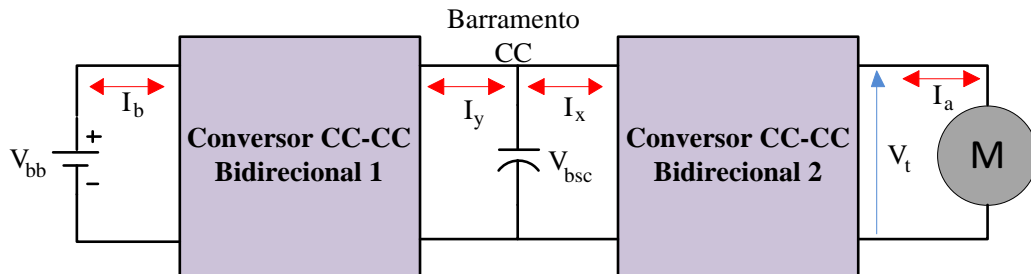 Barramento
CC
I_b
I_y
I_x
I_a
Conversor CC-CC
Bidirecional 1
Conversor CC-CC
Bidirecional 2
V_bb
+
−
V_bsc
V_t
M